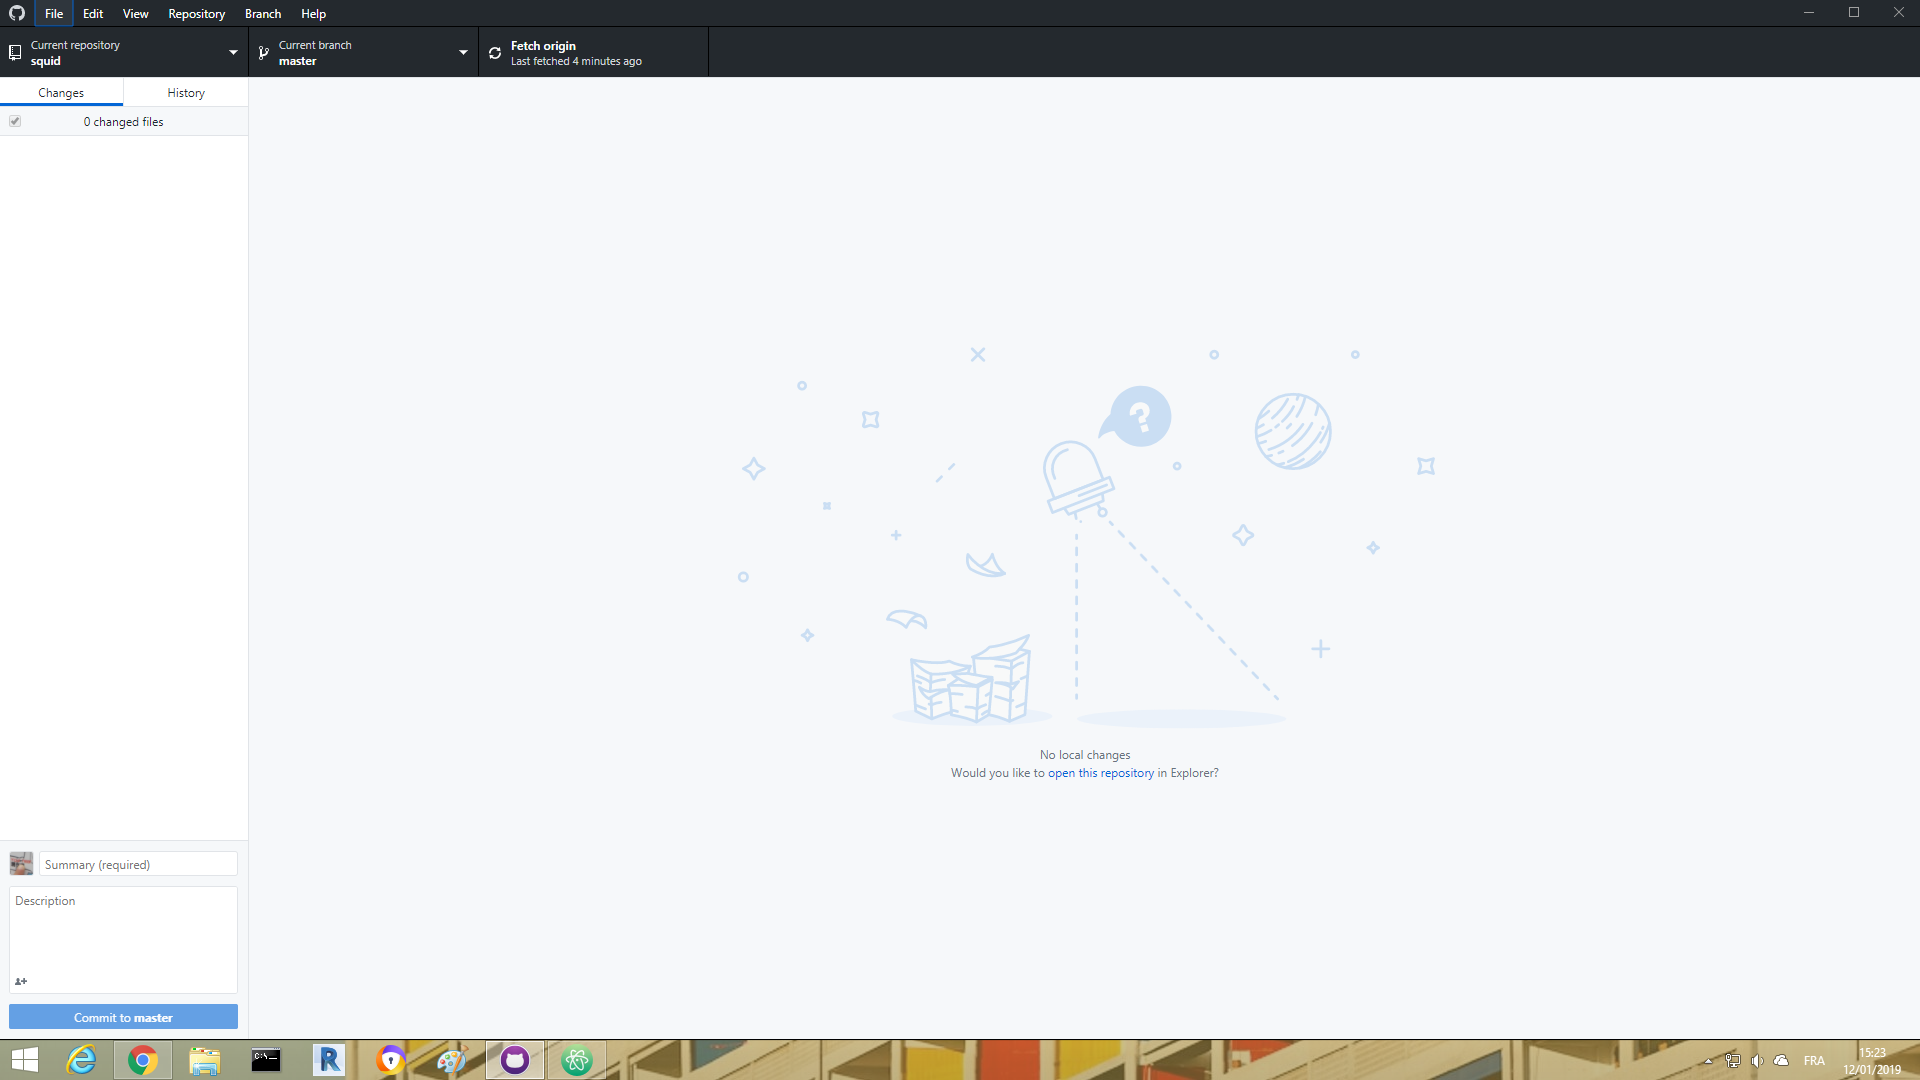 File Edit View Repository Branch Help
Current repository
squid
Current branch
master
Fetch origin
Last fetched 4 minutes ago
Changes
History
0 changed files
?
No local changes
Would you like to open this repository in Explorer?
Summary (required)
Description
Commit to master
C:\._
R
FRA
15:23
12/01/2019